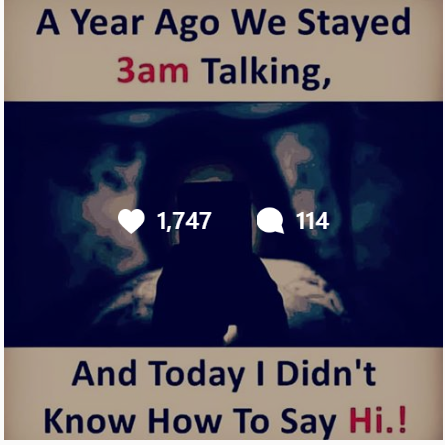 A Year Ago We Stayed
3am Talking,
1,747 114
And Today I Didn't
Know How To Say Hi.!